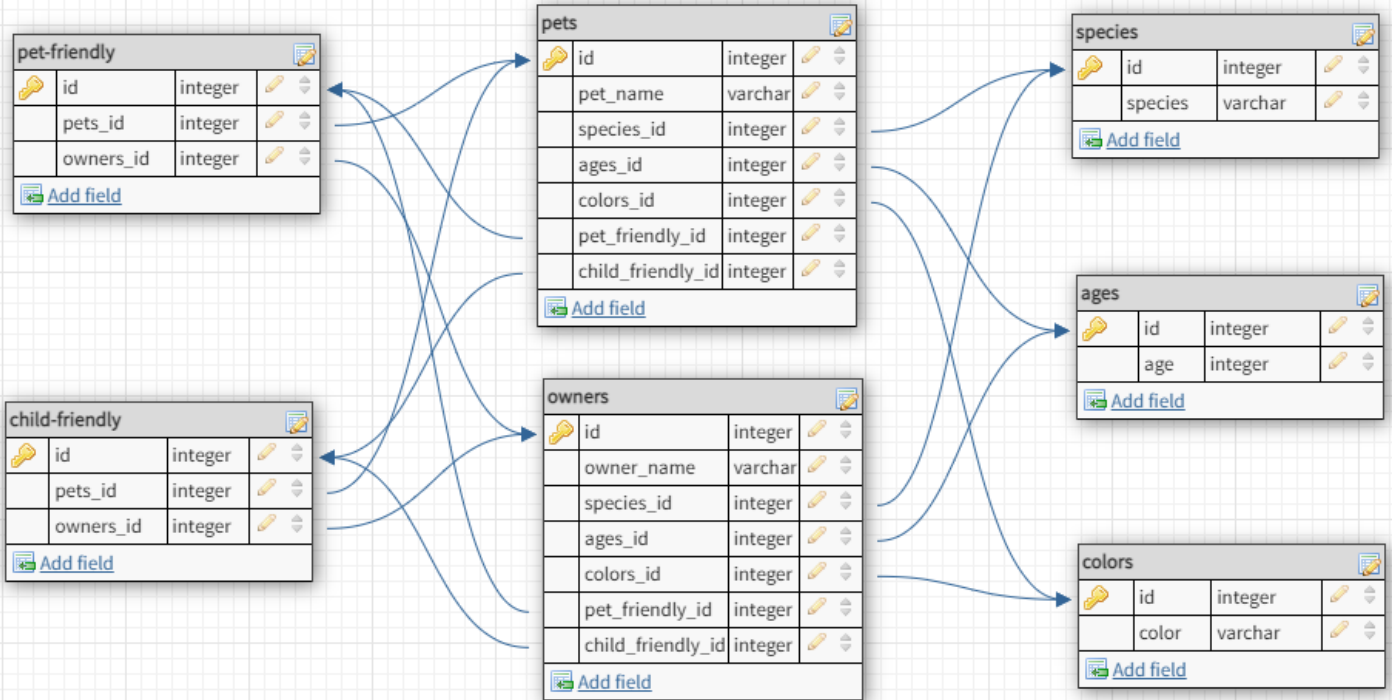 pet-friendly
id integer
pets_id integer
owners_id integer
Add field
child-friendly
id integer
pets_id integer
owners_id integer
Add field
pets
id integer
pet_name varchar
species_id integer
ages_id integer
colors_id integer
pet_friendly_id integer
child_friendly_id integer
Add field
owners
id integer
owner_name varchar
species_id integer
ages_id integer
colors_id integer
pet_friendly_id integer
child_friendly_id integer
Add field
species
id integer
species varchar
Add field
ages
id integer
age integer
Add field
colors
id integer
color varchar
Add field